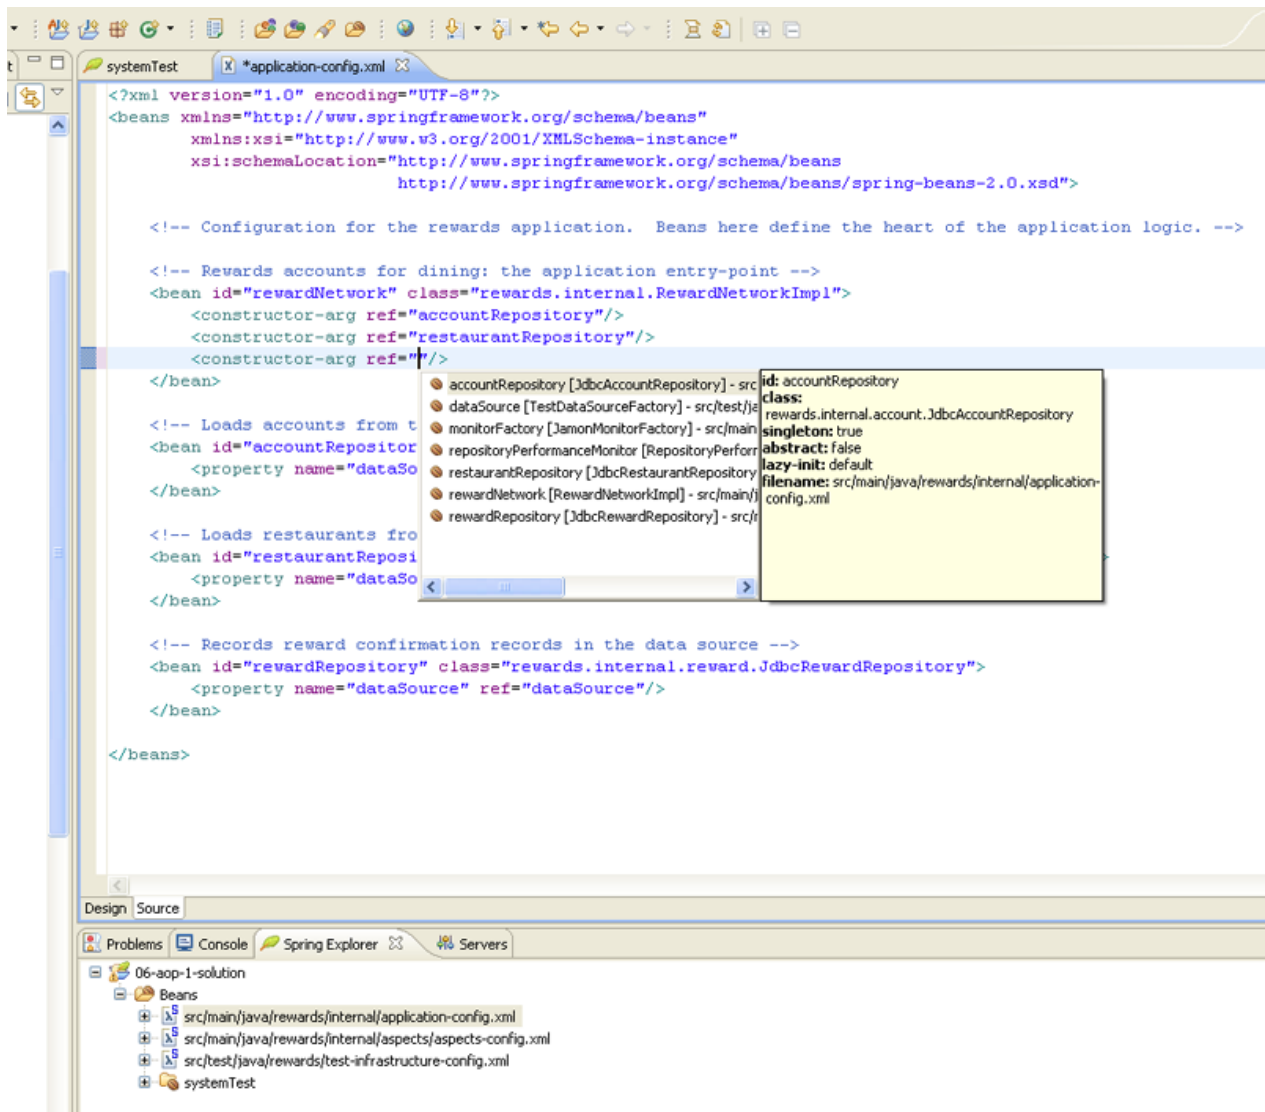 t
systemTest
*application-config.xml
<?xml version="1.0" encoding="UTF-8"?>
<beans xmlns="http://www.springframework.org/schema/beans"
xmlns:xsi="http://www.w3.org/2001/XMLSchema-instance"
xsi:schemaLocation="http://www.springframework.org/schema/beans
http://www.springframework.org/schema/beans/spring-beans-2.0.xsd">
<!-- Configuration for the rewards application.  Beans here define the heart of the application logic. -->
<!-- Rewards accounts for dining: the application entry-point -->
<bean id="rewardNetwork" class="rewards.internal.RewardNetworkImpl">
<constructor-arg ref="accountRepository"/>
<constructor-arg ref="restaurantRepository"/>
<constructor-arg ref=""/>
</bean>
<!-- Loads accounts from t
<bean id="accountRepositor
<property name="dataSo
</bean>
<!-- Loads restaurants fro
<bean id="restaurantReposi
<property name="dataSo
</bean>
accountRepository [JdbcAccountRepository] - src
dataSource [TestDataSourceFactory] - src/test/ja
monitorFactory [JamonMonitorFactory] - src/main
repositoryPerformanceMonitor [RepositoryPerforr
restaurantRepository [JdbcRestaurantRepository
rewardNetwork [RewardNetworkImpl] - src/main/j
rewardRepository [JdbcRewardRepository] - src/r
id: accountRepository
class:
rewards.internal.account.JdbcAccountRepository
singleton: true
abstract: false
lazy-init: default
filename: src/main/java/rewards/internal/application-
config.xml
<!-- Records reward confirmation records in the data source -->
<bean id="rewardRepository" class="rewards.internal.reward.JdbcRewardRepository">
<property name="dataSource" ref="dataSource"/>
</bean>
</beans>
Design Source
Problems Console Spring Explorer Servers
06-aop-1-solution
Beans
src/main/java/rewards/internal/application-config.xml
src/main/java/rewards/internal/aspects/aspects-config.xml
src/test/java/rewards/test-infrastructure-config.xml
systemTest